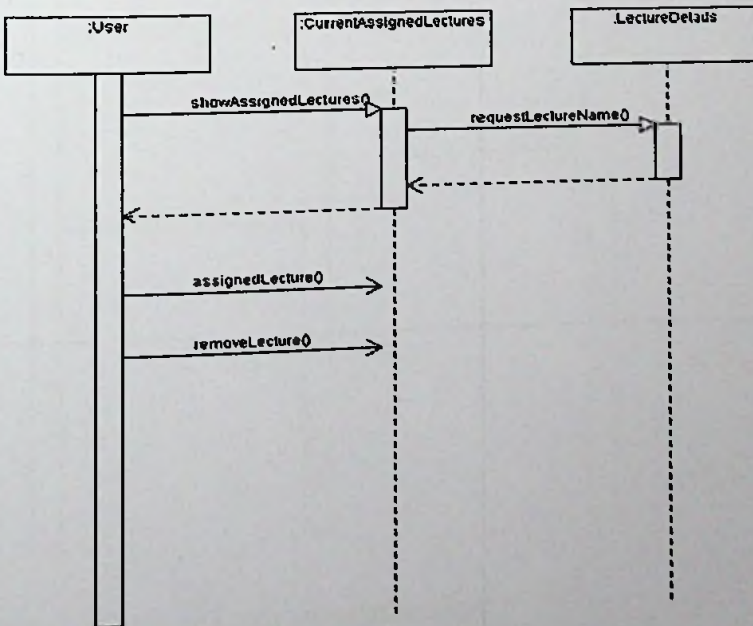 :User
:CurrentAssignedLectures
:LectureDetails
showAssignedLectures()
requestLectureName()
assignedLecture()
removeLecture()